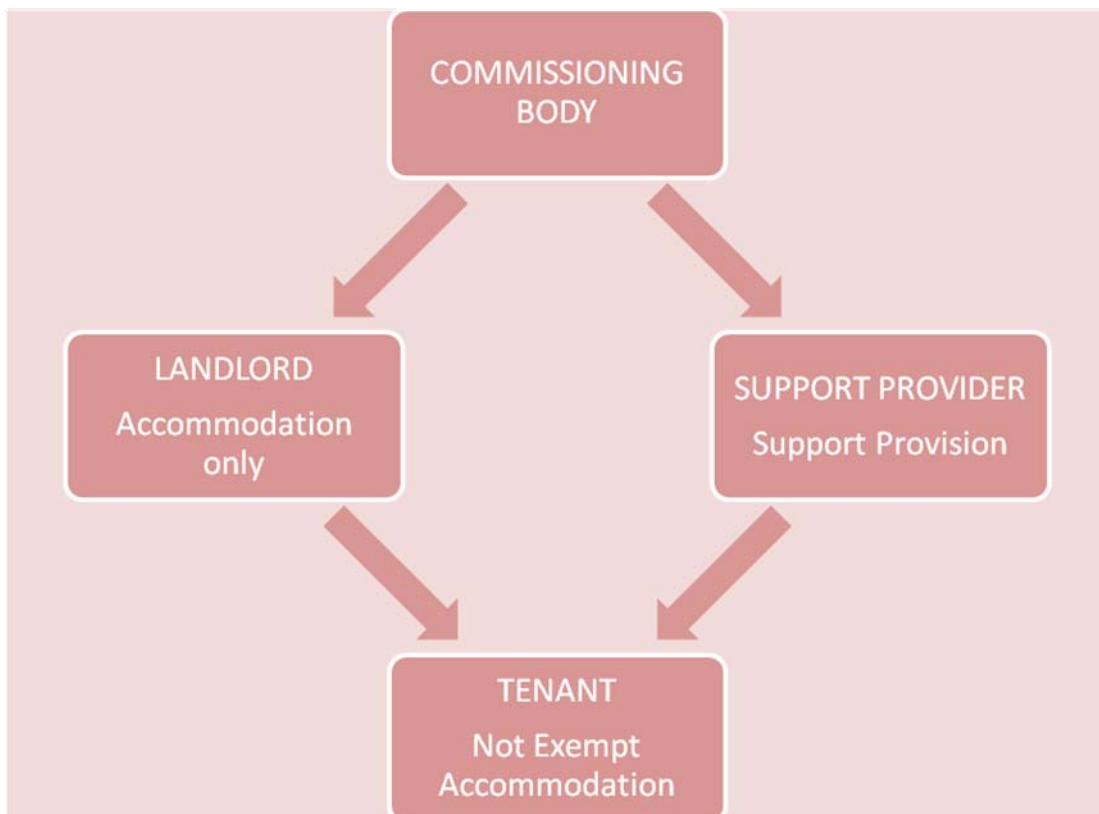 COMMISSIONING
BODY
LANDLORD
Accommodation
only
SUPPORT PROVIDER
Support Provision
TENANT
Not Exempt
Accommodation